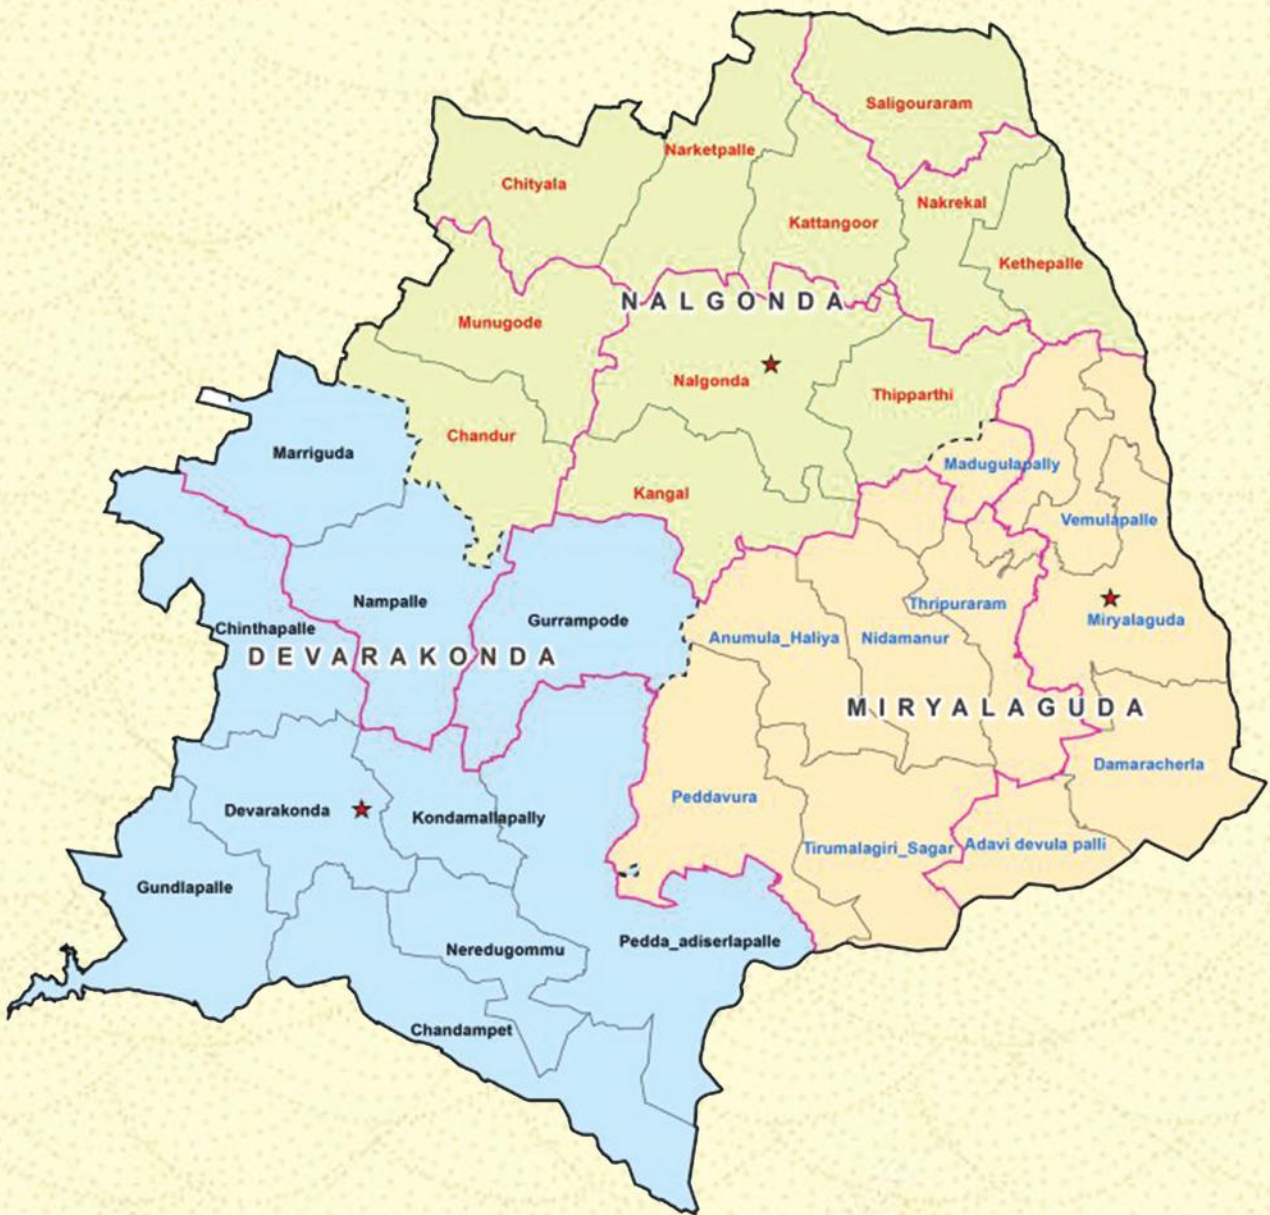 Saligouraram
Narketpalle
Chityala
Nakrekal
Kattangoor
Kethepalle
NALGONDA
Munugode
Nalgonda
Thipparthi
Chandur
Marriguda
Madugulapally
Kangal
Vemulapalle
Nampalle
Thripuraram
Gurrampode
Miryalaguda
Chinthapalle
Anumula_Haliya
Nidamanur
DEVARAKONDA
MIRYALAGUDA
Damaracherla
Peddavura
Devarakonda
Kondamallapally
Tirumalagiri_Sagar
Adavi devula palli
Gundlapalle
Pedda_adiserlapalle
Neredugommu
Chandampet